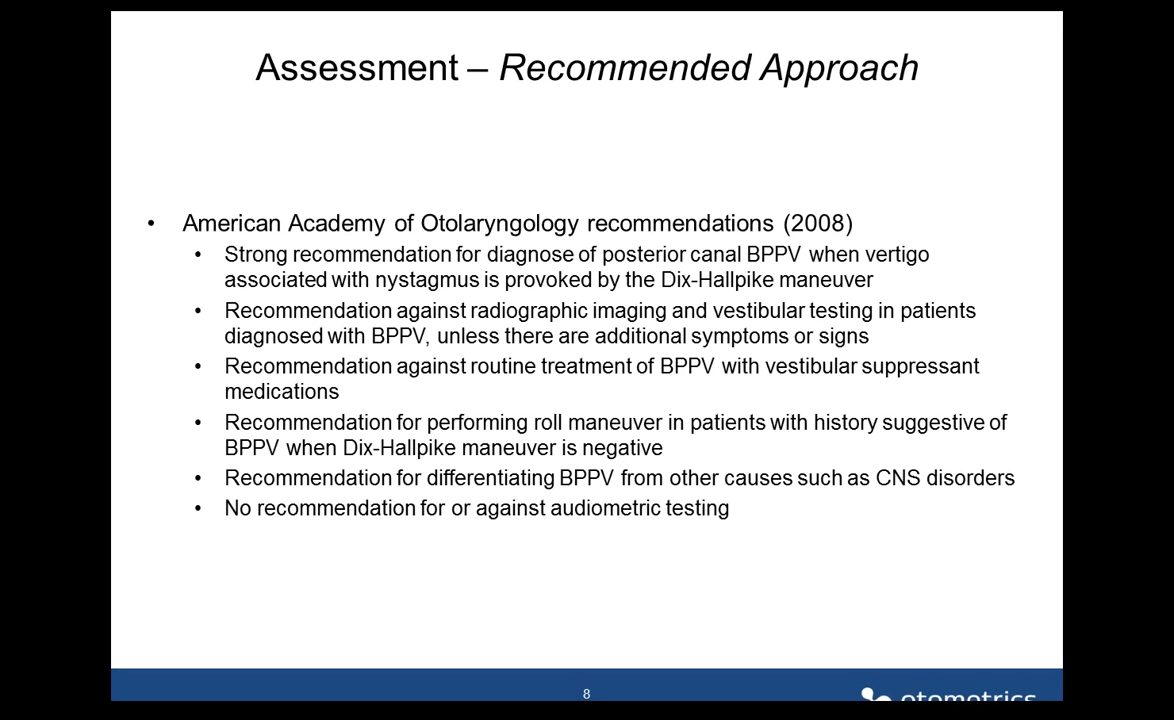 Assessment – Recommended Approach
• American Academy of Otolaryngology recommendations (2008)
• Strong recommendation for diagnose of posterior canal BPPV when vertigo
associated with nystagmus is provoked by the Dix-Hallpike maneuver
• Recommendation against radiographic imaging and vestibular testing in patients
diagnosed with BPPV, unless there are additional symptoms or signs
• Recommendation against routine treatment of BPPV with vestibular suppressant
medications
• Recommendation for performing roll maneuver in patients with history suggestive of
BPPV when Dix-Hallpike maneuver is negative
• Recommendation for differentiating BPPV from other causes such as CNS disorders
• No recommendation for or against audiometric testing
8
otometrics